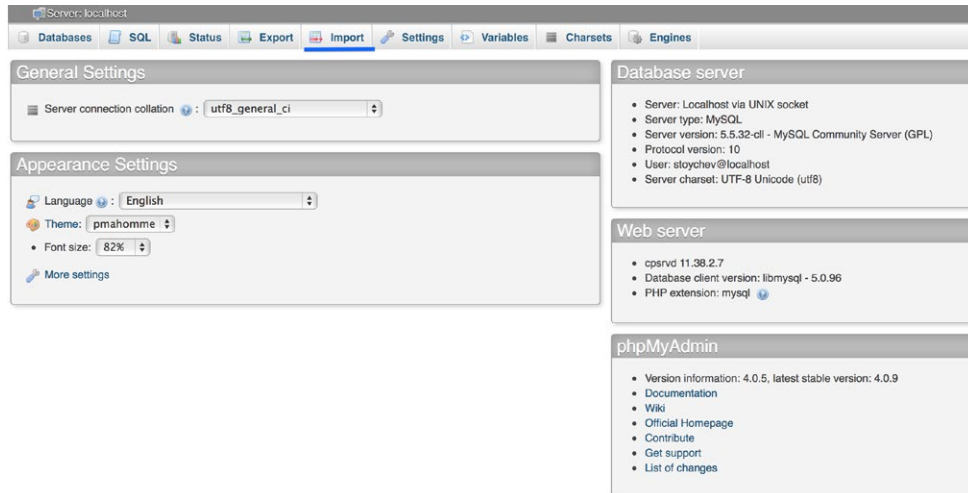 Server: localhost
Databases SQL Status Export Import Settings Variables Charsets Engines
General Settings
Server connection collation : utf8_general_ci
Appearance Settings
Language : English
Theme: pmahomme
• Font size: 82%
More settings
Database server
• Server: Localhost via UNIX socket
• Server type: MySQL
• Server version: 5.5.32-cll - MySQL Community Server (GPL)
• Protocol version: 10
• User: stoychev@localhost
• Server charset: UTF-8 Unicode (utf8)
Web server
• cpsrvd 11.38.2.7
• Database client version: libmysql - 5.0.96
• PHP extension: mysql
phpMyAdmin
• Version information: 4.0.5, latest stable version: 4.0.9
• Documentation
• Wiki
• Official Homepage
• Contribute
• Get support
• List of changes